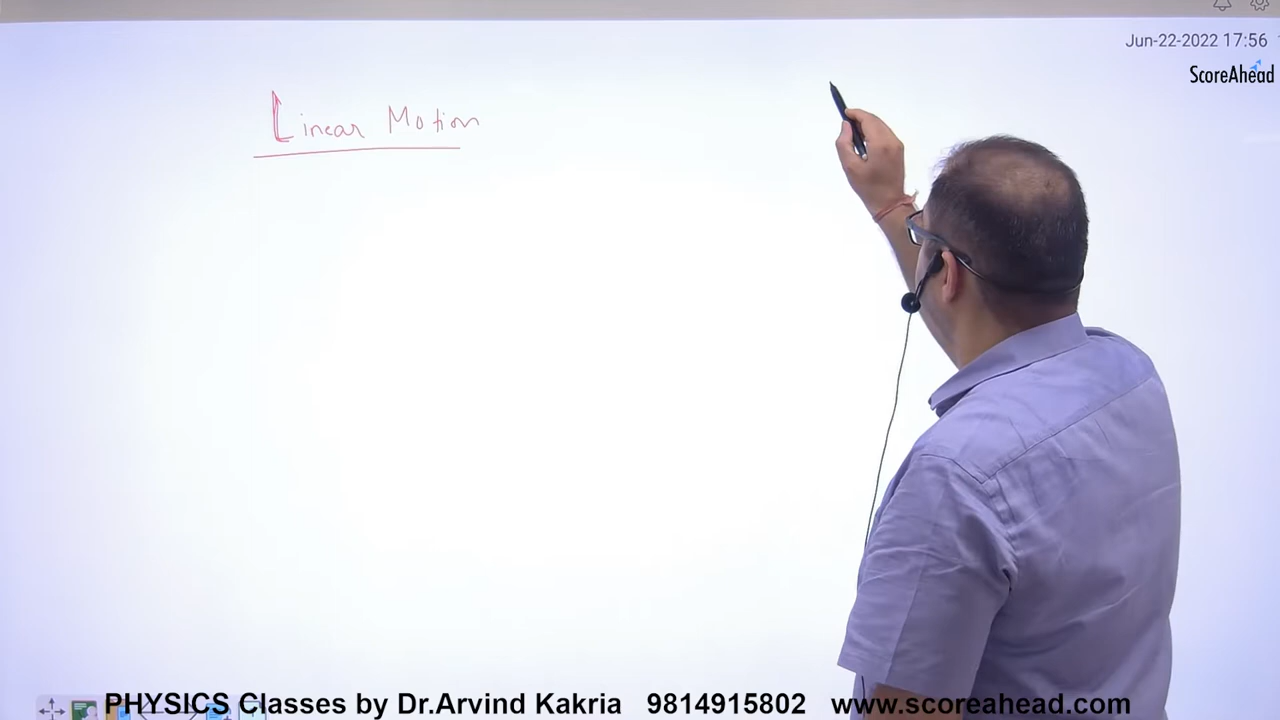 Jun-22-2022 17:56
ScoreAhead
Linear Motion
PHYSICS Classes by Dr.Arvind Kakria 9814915802 www.scoreahead.com